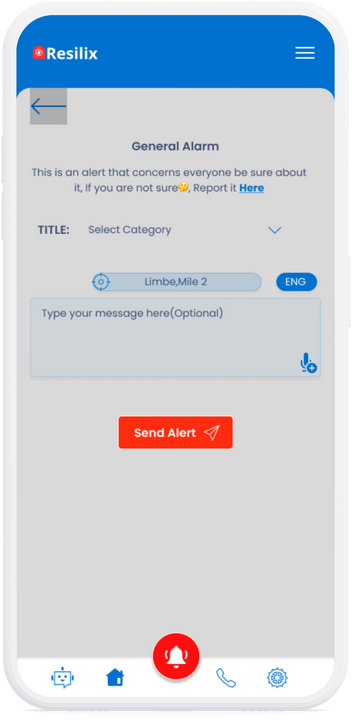 Resilix
General Alarm
This is an alert that concerns everyone be sure about
it, If you are not sure🤔, Report it Here
TITLE: Select Category
Limbe,Mile 2 ENG
Type your message here(Optional)
Send Alert